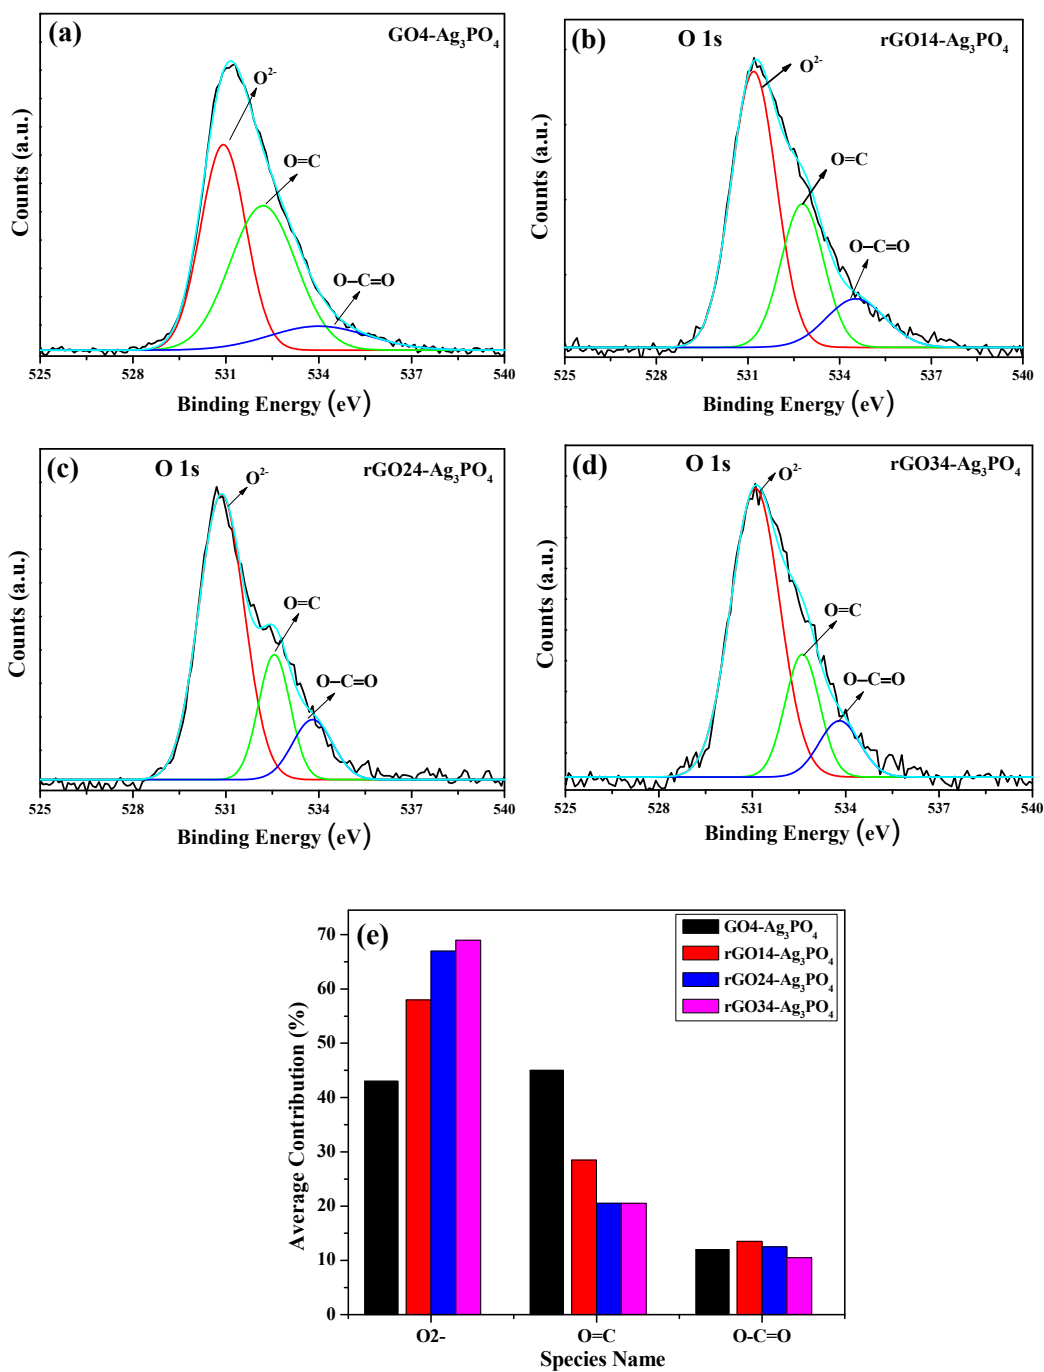 (a) GO4-Ag₃PO₄
O²⁻
O=C
O–C=O
Counts (a.u.)
525 528 531 534 537 540
Binding Energy (eV)
(b) O 1s rGO14-Ag₃PO₄
O²⁻
O=C
O–C=O
Counts (a.u.)
525 528 531 534 537 540
Binding Energy (eV)
(c) O 1s rGO24-Ag₃PO₄
O²⁻
O=C
O–C=O
Counts (a.u.)
525 528 531 534 537 540
Binding Energy (eV)
(d) O 1s rGO34-Ag₃PO₄
O²⁻
O=C
O–C=O
Counts (a.u.)
525 528 531 534 537 540
Binding Energy (eV)
(e)
GO4-Ag₃PO₄
rGO14-Ag₃PO₄
rGO24-Ag₃PO₄
rGO34-Ag₃PO₄
Average Contribution (%)
70
60
50
40
30
20
10
0
O2- O=C O-C=O
Species Name